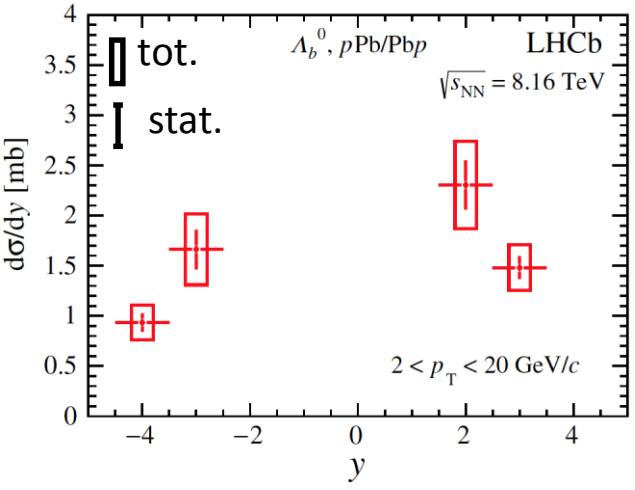 tot.
stat.
Λb0, pPb/Pbp
LHCb
√sNN = 8.16 TeV
2 < pT < 20 GeV/c
dσ/dy [mb]
4
3.5
3
2.5
2
1.5
1
0.5
0
−4 −2 0 2 4
y